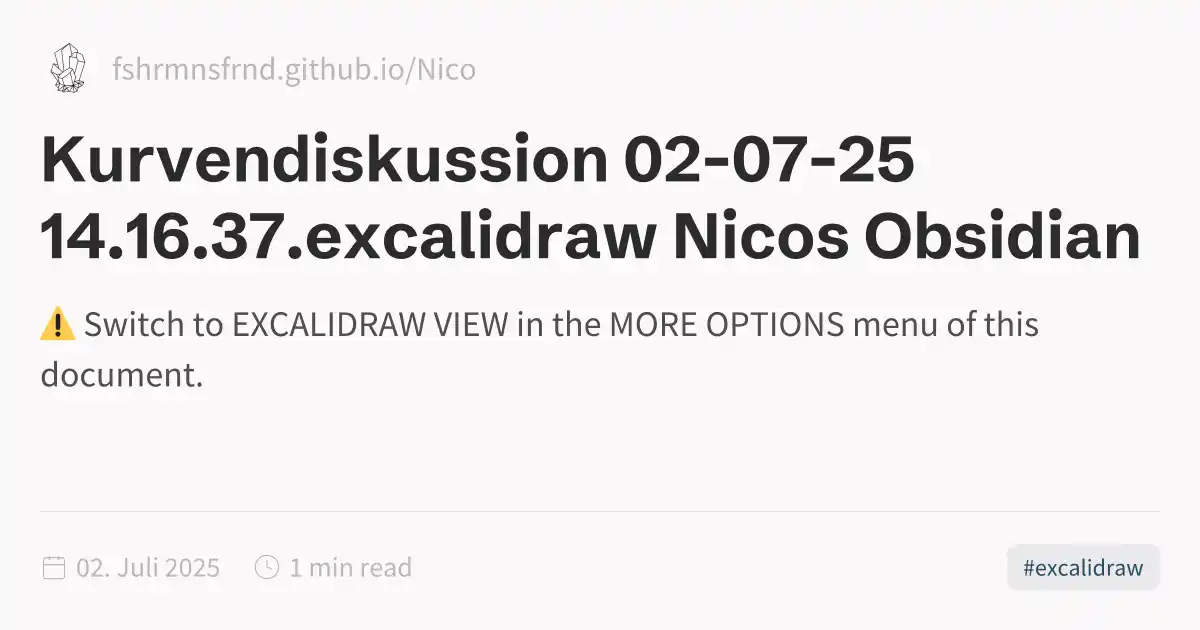 fshrmnsfrnd.github.io/Nico
Kurvendiskussion 02-07-25
14.16.37.excalidraw Nicos Obsidian
⚠️ Switch to EXCALIDRAW VIEW in the MORE OPTIONS menu of this
document.
02. Juli 2025 1 min read #excalidraw